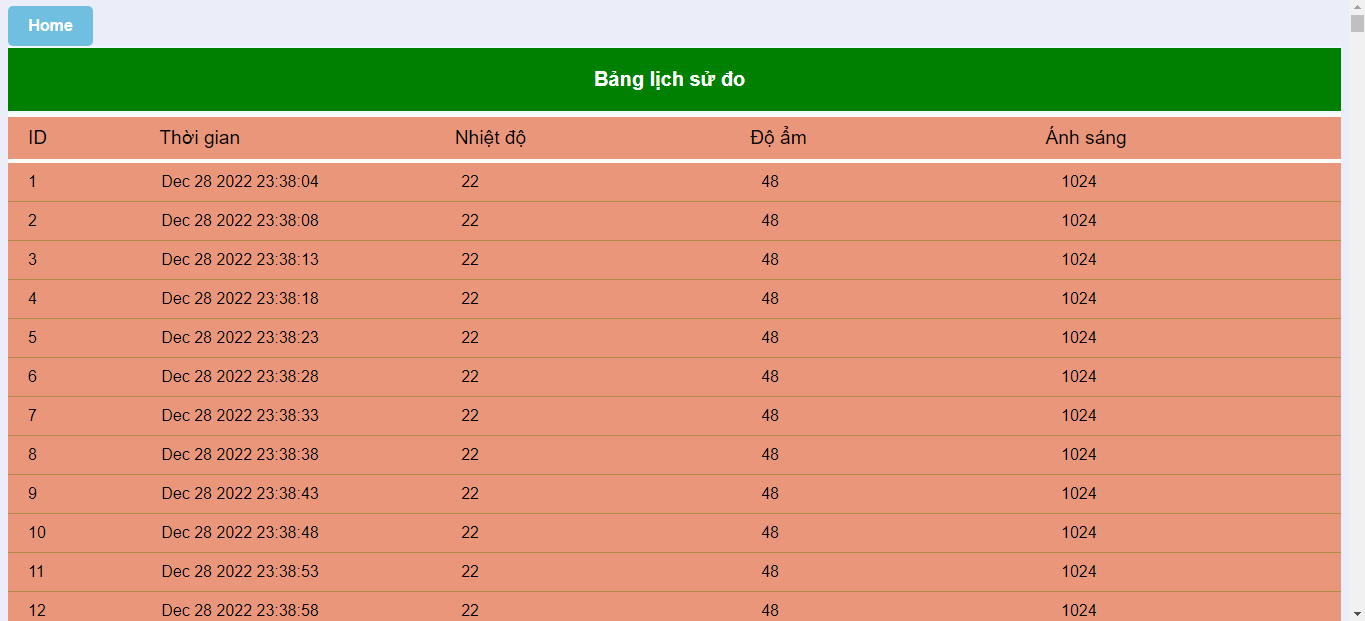 Home
Bảng lịch sử đo
ID Thời gian Nhiệt độ Độ ẩm Ánh sáng
1 Dec 28 2022 23:38:04 22 48 1024
2 Dec 28 2022 23:38:08 22 48 1024
3 Dec 28 2022 23:38:13 22 48 1024
4 Dec 28 2022 23:38:18 22 48 1024
5 Dec 28 2022 23:38:23 22 48 1024
6 Dec 28 2022 23:38:28 22 48 1024
7 Dec 28 2022 23:38:33 22 48 1024
8 Dec 28 2022 23:38:38 22 48 1024
9 Dec 28 2022 23:38:43 22 48 1024
10 Dec 28 2022 23:38:48 22 48 1024
11 Dec 28 2022 23:38:53 22 48 1024
12 Dec 28 2022 23:38:58 22 48 1024